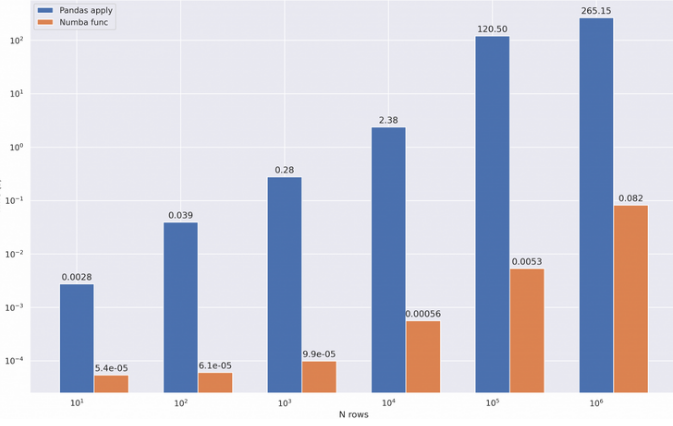 Pandas apply
Numba func
10²
10¹
10⁰
10⁻¹
10⁻²
10⁻³
10⁻⁴
0.0028
5.4e-05
0.039
6.1e-05
0.28
9.9e-05
2.38
0.00056
120.50
0.0053
265.15
0.082
10¹ 10² 10³ 10⁴ 10⁵ 10⁶
N rows